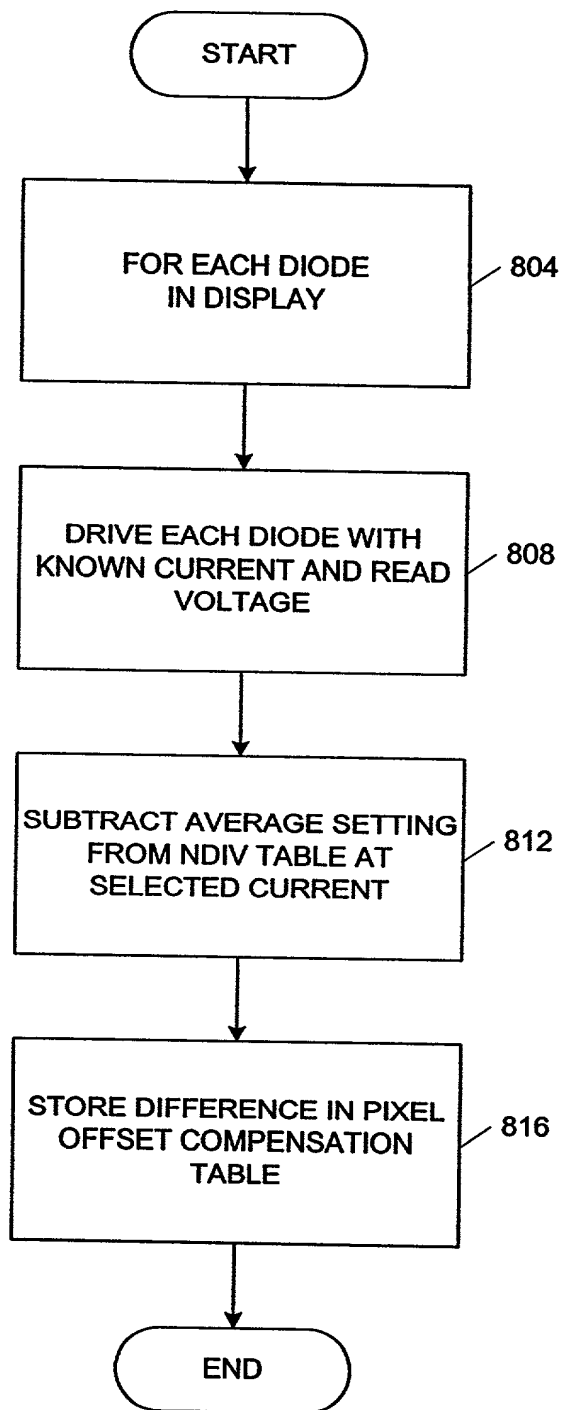 START
FOR EACH DIODE
IN DISPLAY
804
DRIVE EACH DIODE WITH
KNOWN CURRENT AND READ
VOLTAGE
808
SUBTRACT AVERAGE SETTING
FROM NDIV TABLE AT
SELECTED CURRENT
812
STORE DIFFERENCE IN PIXEL
OFFSET COMPENSATION
TABLE
816
END